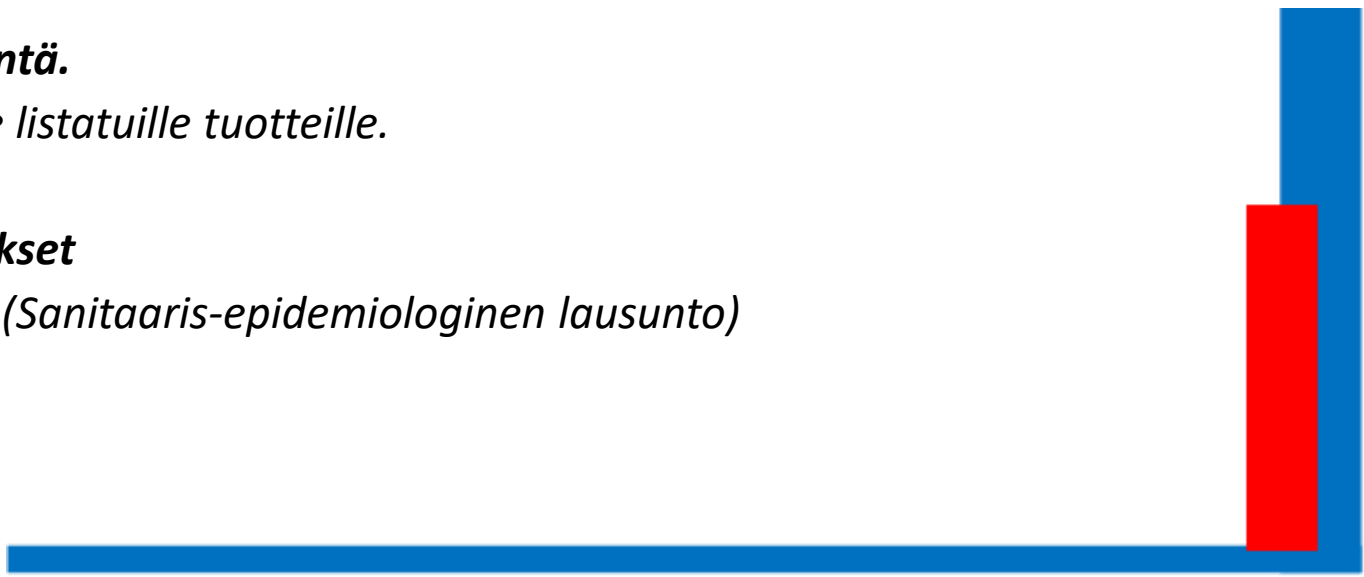 ntä.
listatuille tuotteille.
kset
(Sanitaaris-epidemiologinen lausunto)